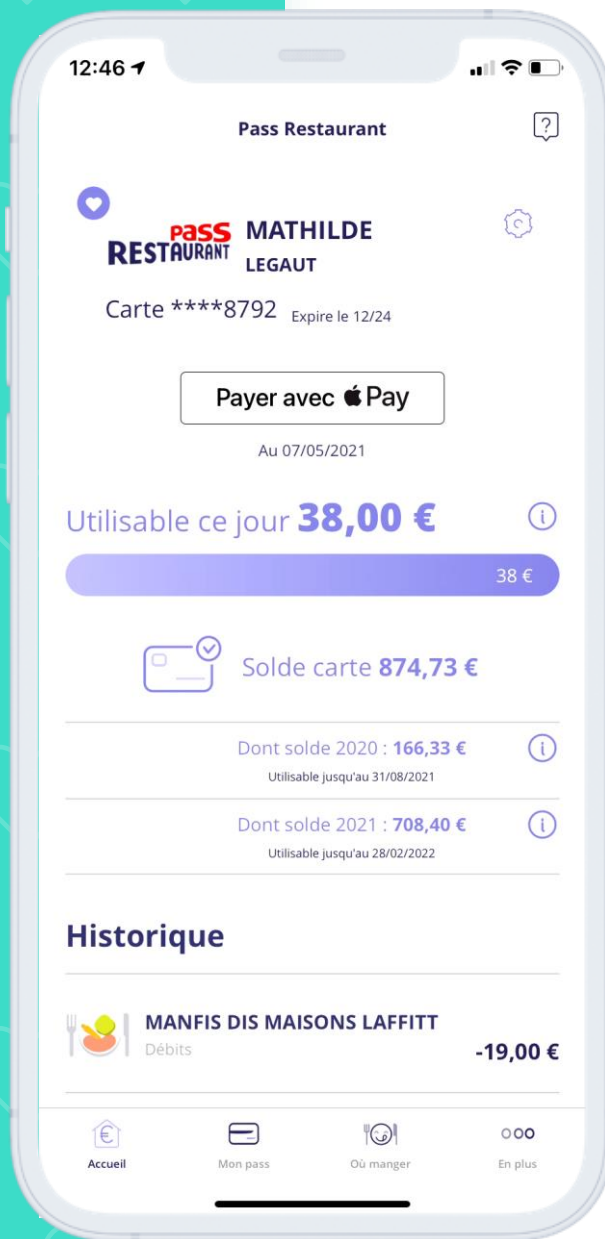 12:46
Pass Restaurant
?
pass
RESTAURANT
MATHILDE
LEGAUT
Carte ****8792 Expire le 12/24
Payer avec Pay
Au 07/05/2021
Utilisable ce jour 38,00 €
i
38 €
Solde carte 874,73 €
Dont solde 2020 : 166,33 €
i
Utilisable jusqu'au 31/08/2021
Dont solde 2021 : 708,40 €
i
Utilisable jusqu'au 28/02/2022
Historique
MANFIS DIS MAISONS LAFFITT
Débits
-19,00 €
€
Accueil
Mon pass
Où manger
En plus